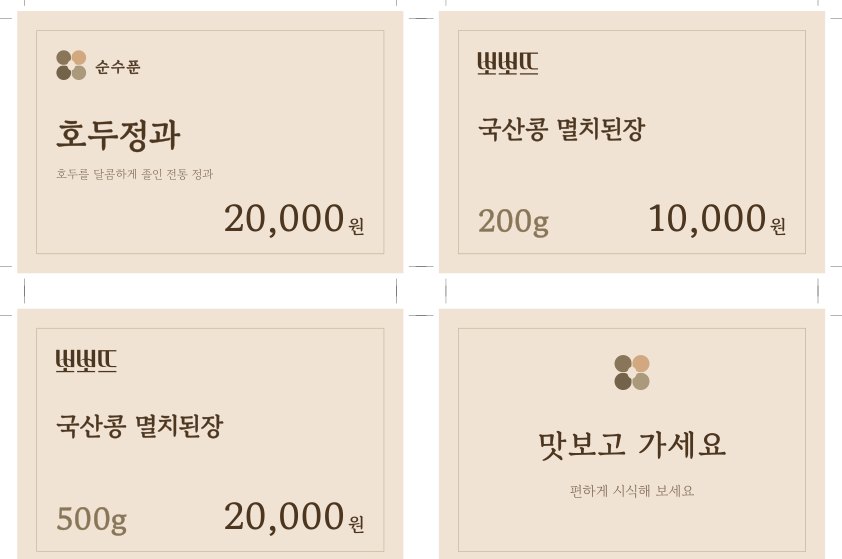 순수푼
호두정과
호두를 달콤하게 졸인 전통 정과
20,000원
뽀뽀뜨
국산콩 멸치된장
200g 10,000원
뽀뽀뜨
국산콩 멸치된장
500g 20,000원
맛보고 가세요
편하게 시식해 보세요